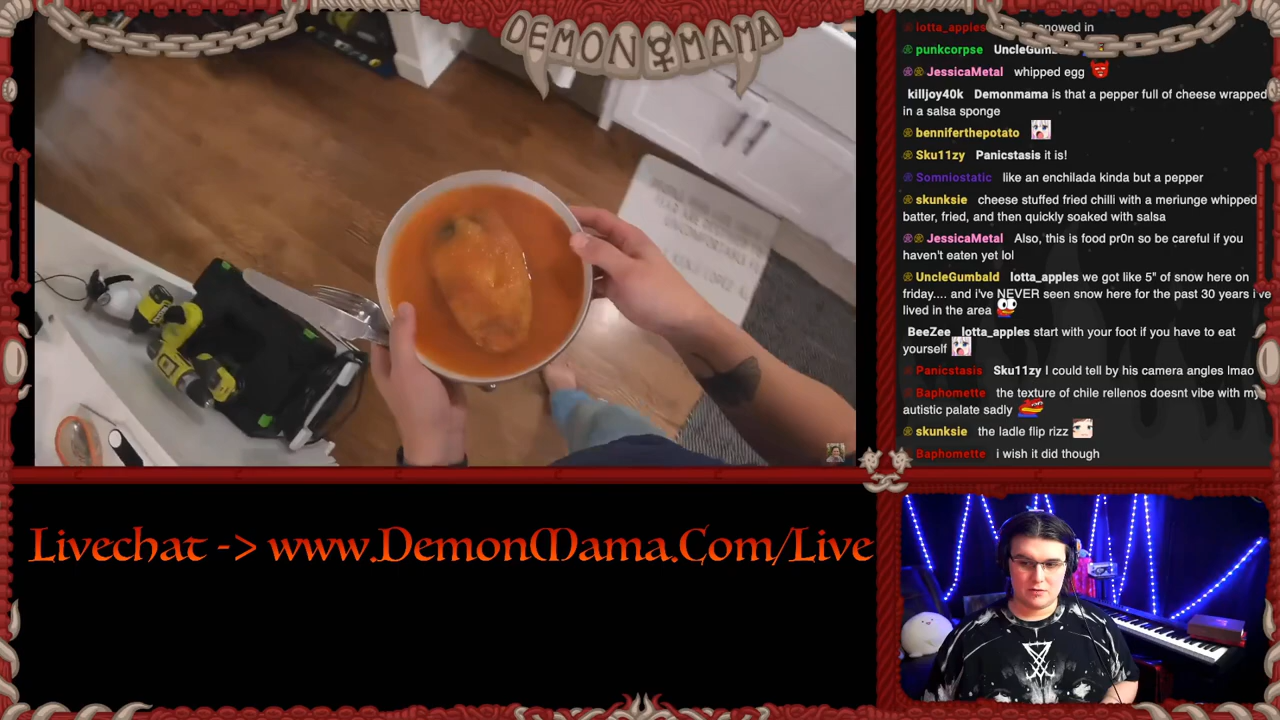 DEMON MAMA
lotta_apples snowed in
punkcorpse UncleGum
JessicaMetal whipped egg
killjoy40k Demonmama is that a pepper full of cheese wrapped
in a salsa sponge
benniferthepotato
Sku11zy Panicstasis it is!
Somniostatic like an enchilada kinda but a pepper
skunksie cheese stuffed fried chilli with a meriunge whipped
batter, fried, and then quickly soaked with salsa
JessicaMetal Also, this is food pr0n so be careful if you
haven't eaten yet lol
UncleGumbald lotta_apples we got like 5" of snow here on
friday.... and i've NEVER seen snow here for the past 30 years i've
lived in the area
BeeZee lotta_apples start with your foot if you have to eat
yourself
Panicstasis Sku11zy I could tell by his camera angles lmao
Baphomette the texture of chile rellenos doesnt vibe with my
autistic palate sadly
skunksie the ladle flip rizz
Baphomette i wish it did though
Livechat -> www.DemonMama.Com/Live